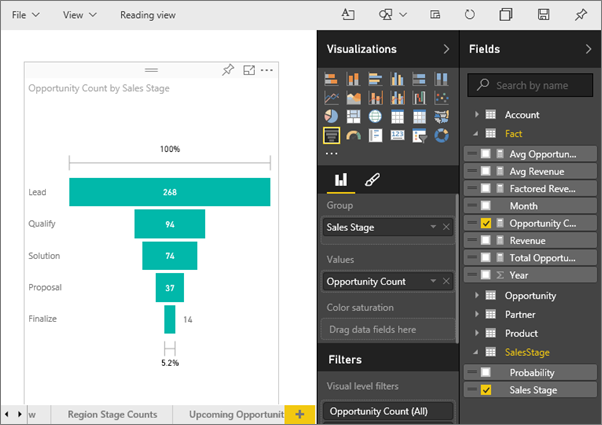 File View Reading view
Opportunity Count by Sales Stage
100%
Lead 268
Qualify 94
Solution 74
Proposal 37
Finalize 14
5.2%
w Region Stage Counts Upcoming Opportunit +
Visualizations
123
...
Group
Sales Stage
Values
Opportunity Count
Color saturation
Drag data fields here
Filters
Visual level filters
Opportunity Count (All)
Fields
Search by name
Account
Fact
Avg Opportun...
Avg Revenue
Factored Reve...
Month
Opportunity C...
Revenue
Total Opportu...
Σ Year
Opportunity
Partner
Product
SalesStage
Probability
Sales Stage